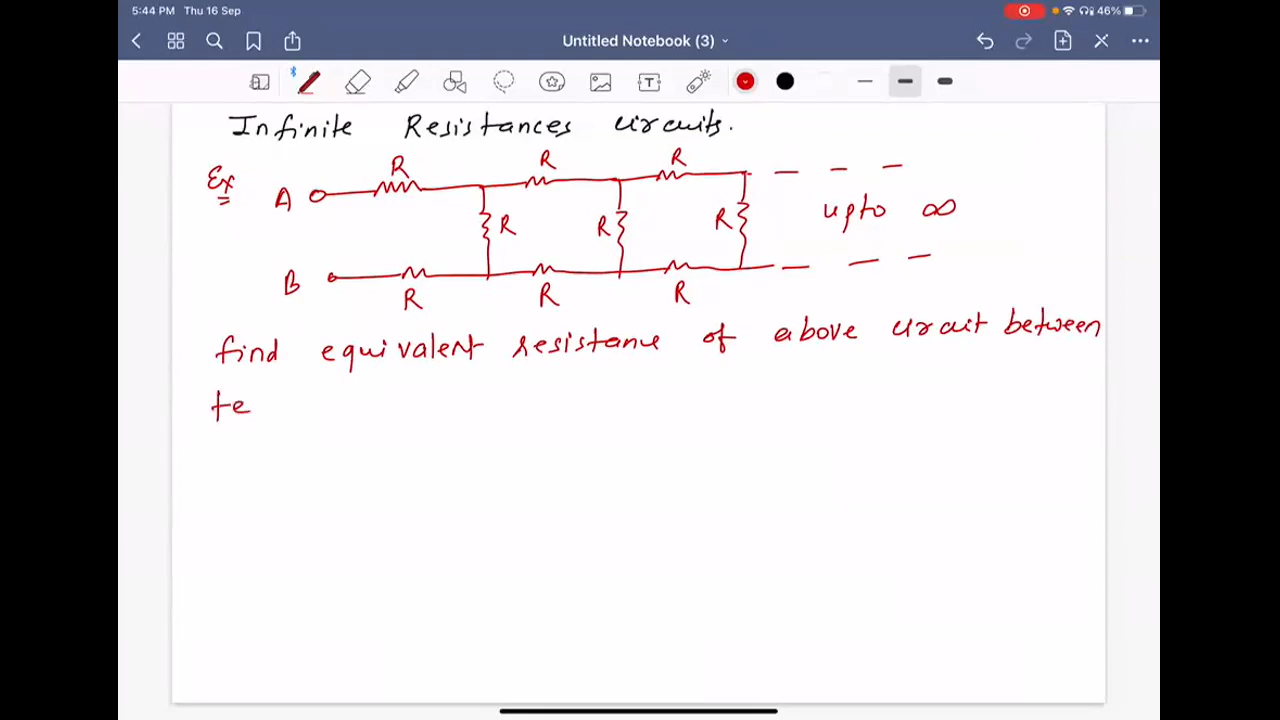 5:44 PM Thu 16 Sep 46%
Untitled Notebook (3)
T
Infinite Resistances circuits.
Ex A R R R
R R R upto ∞
B R R R
find equivalent resistance of above circuit between
te